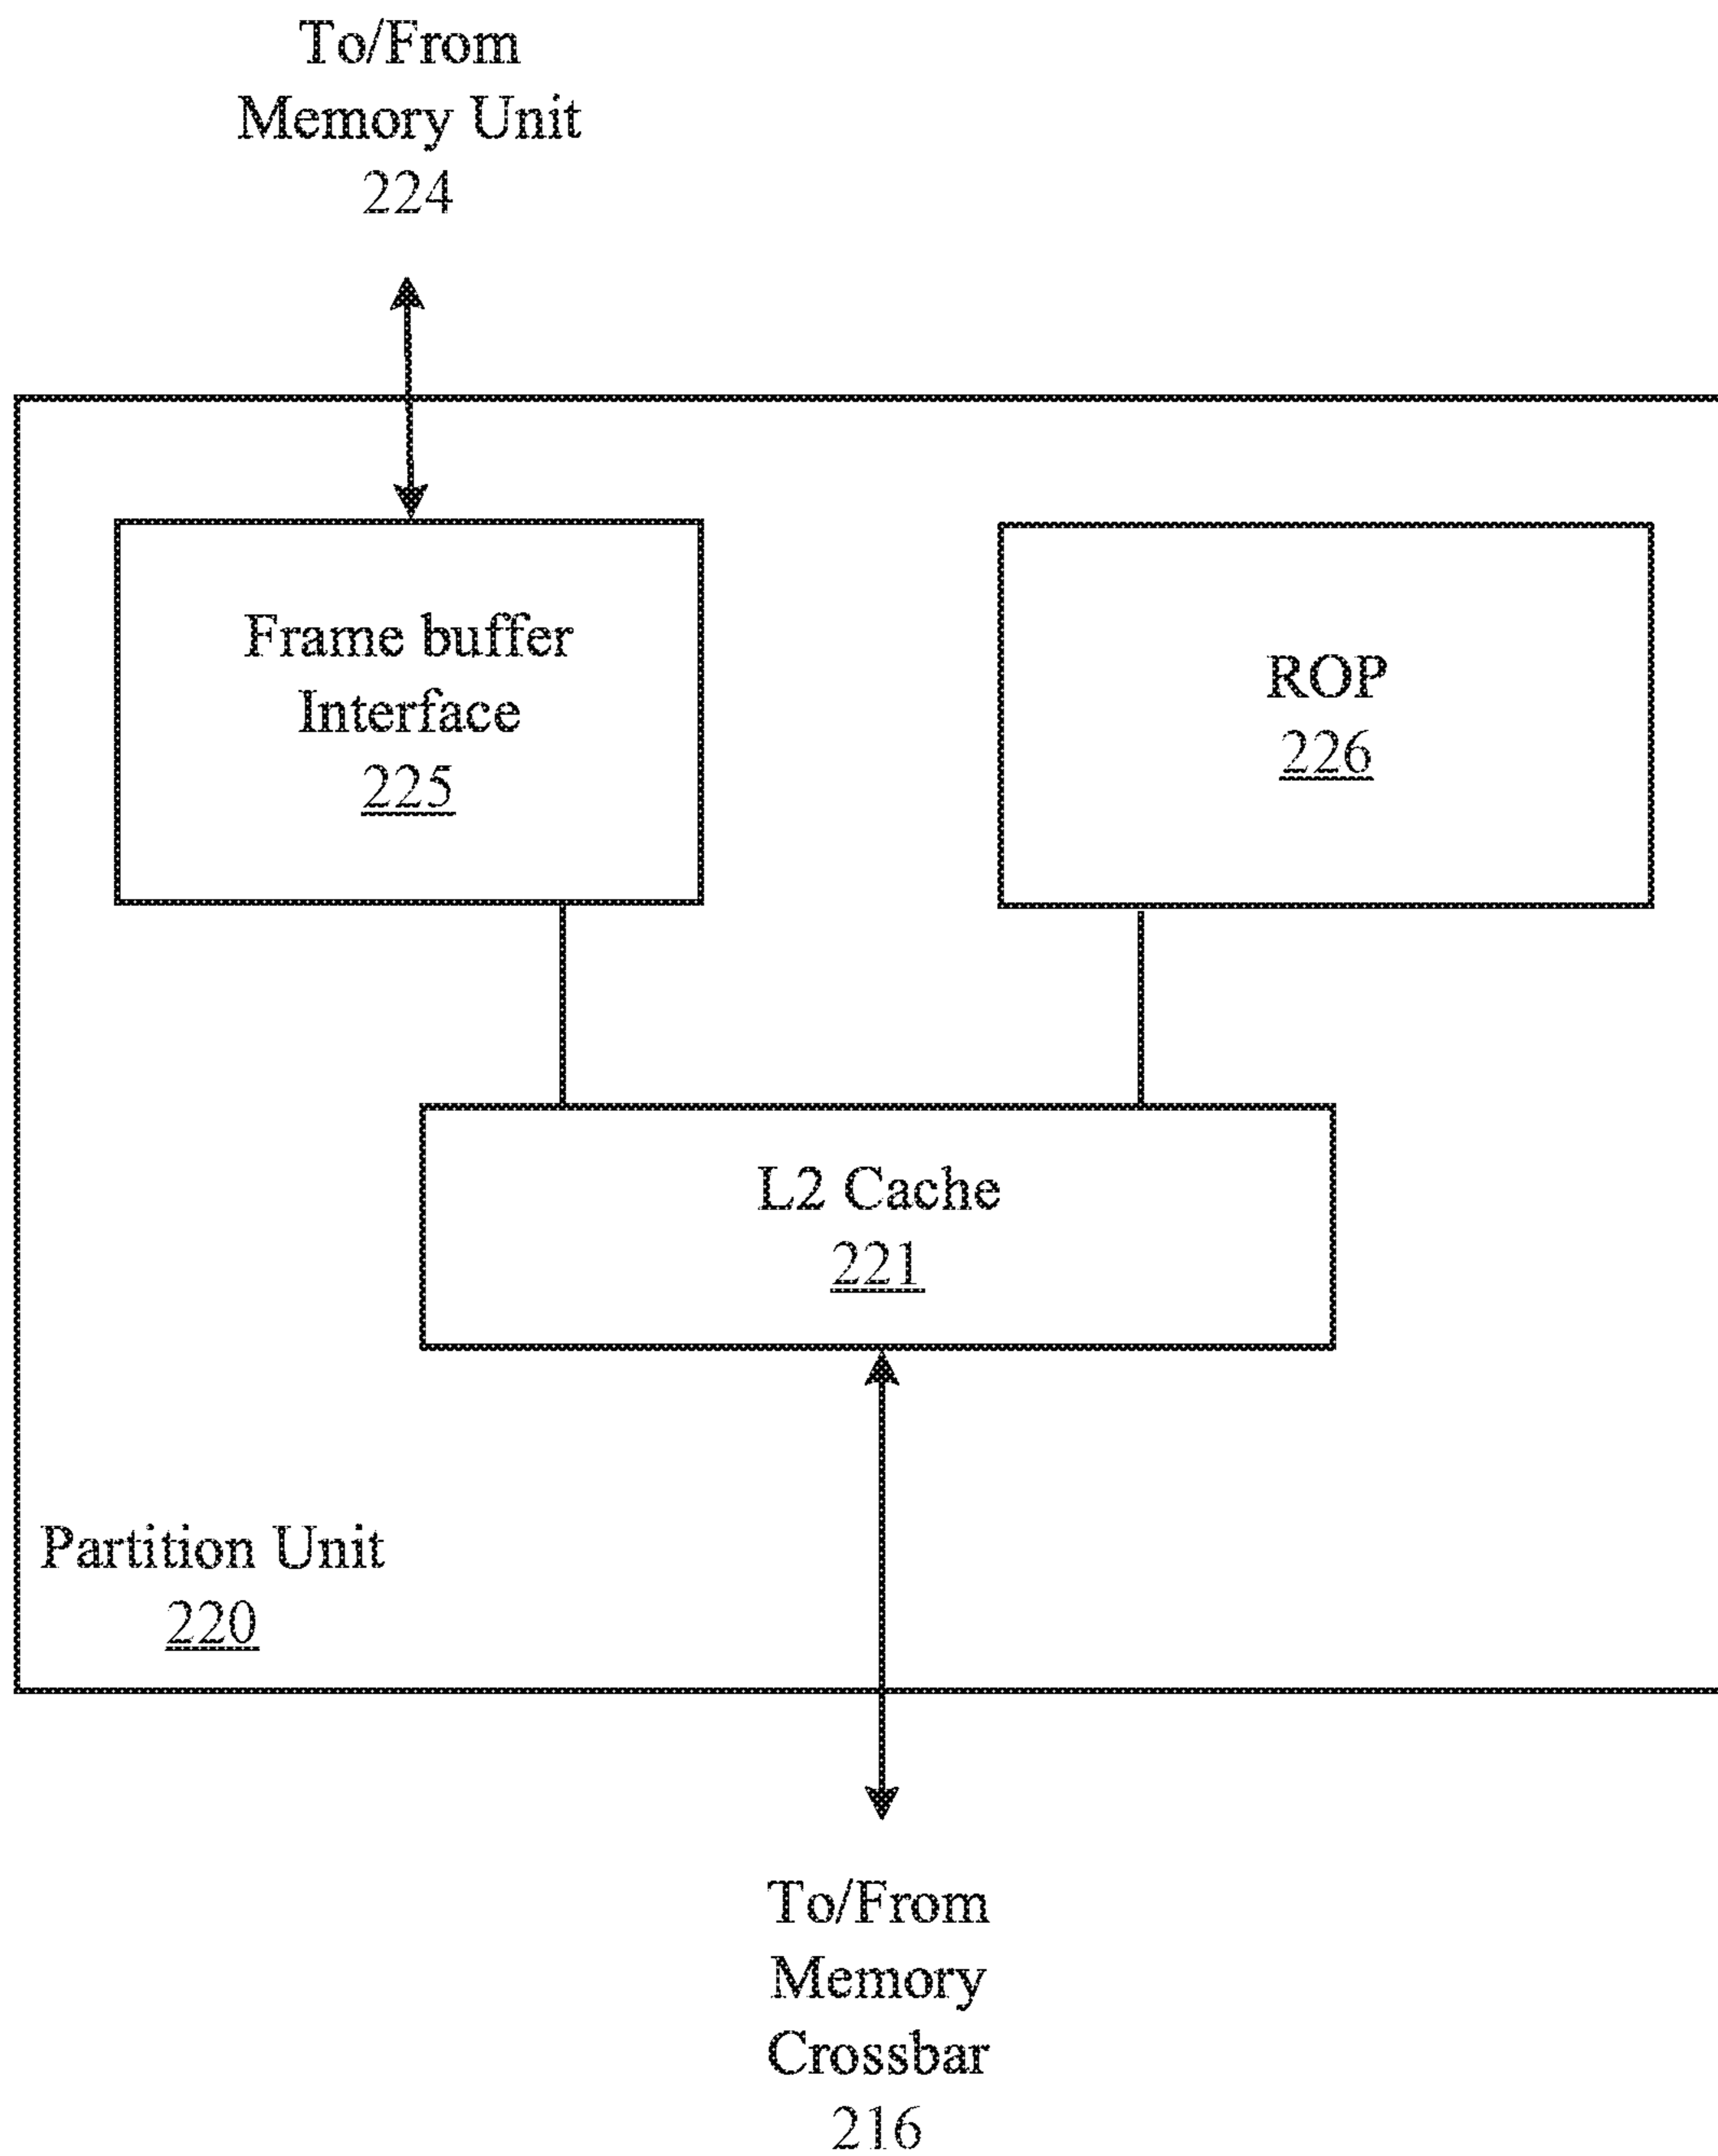 To/From
Memory Unit
224
Frame buffer
Interface
225
ROP
226
L2 Cache
221
Partition Unit
220
To/From
Memory
Crossbar
216